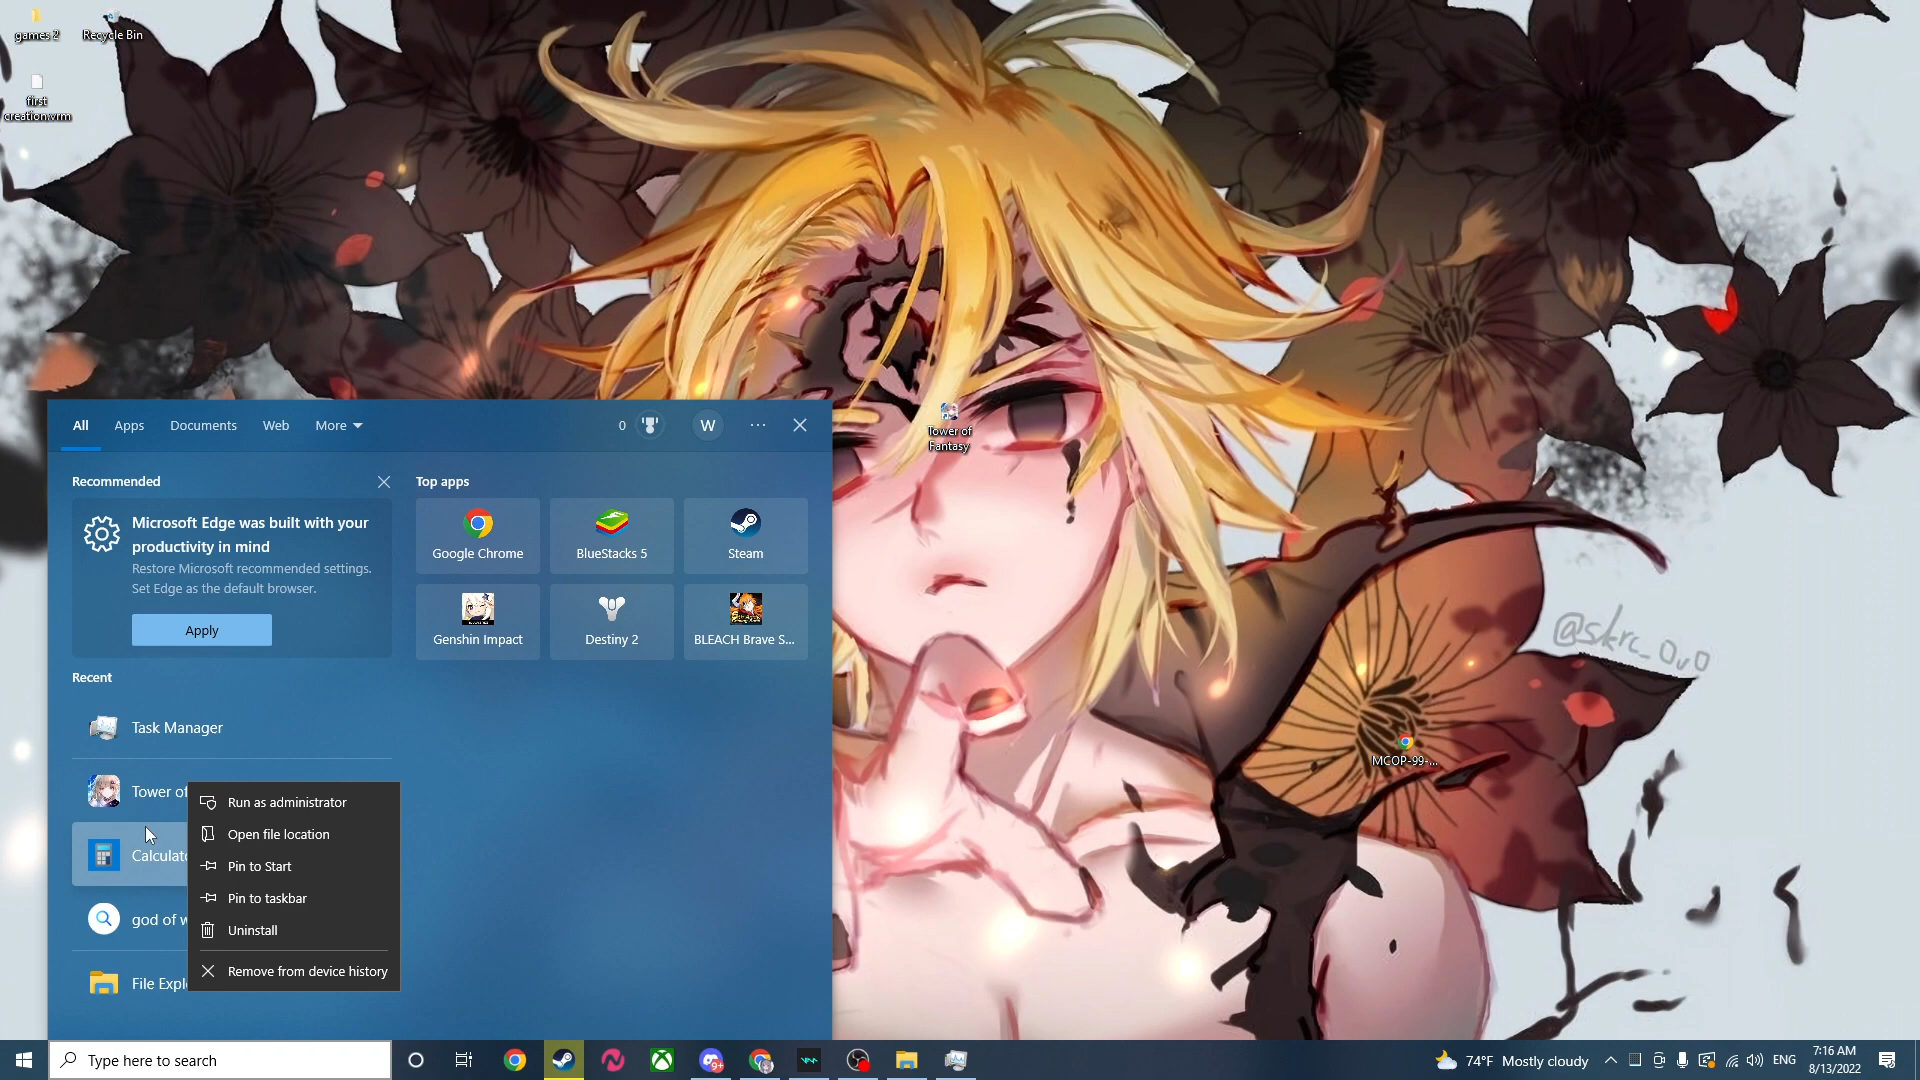 games 2
Recycle Bin
first
creation.vrm
All
Apps
Documents
Web
More
0
W
Recommended
Microsoft Edge was built with your
productivity in mind
Restore Microsoft recommended settings.
Set Edge as the default browser.
Apply
Top apps
Google Chrome
BlueStacks 5
Steam
Genshin Impact
Destiny 2
BLEACH Brave S...
Recent
Task Manager
Tower of
Calculato
god of w
File Explo
Run as administrator
Open file location
Pin to Start
Pin to taskbar
Uninstall
Remove from device history
Tower of
Fantasy
MCOP-99-...
@skrc_0v0
Type here to search
9+
74°F Mostly cloudy
ENG
7:16 AM
8/13/2022